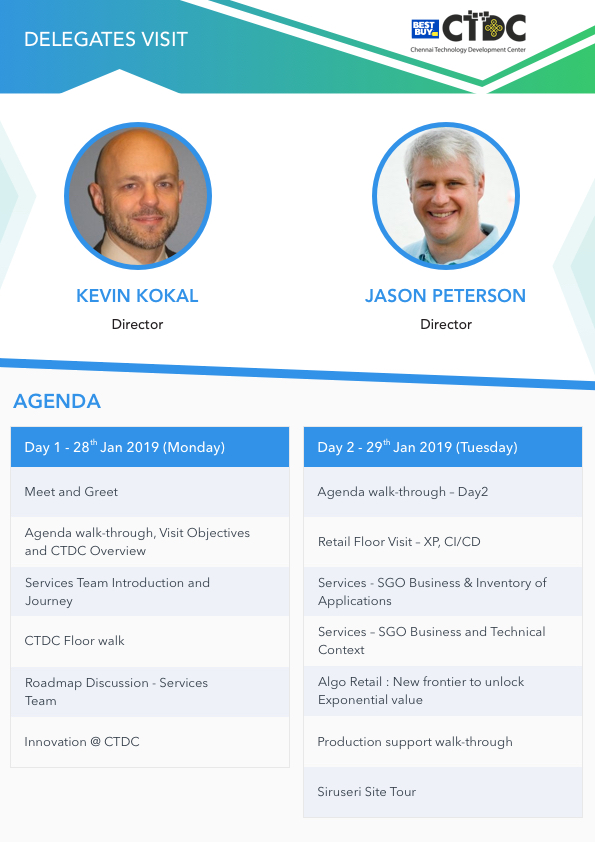 DELEGATES VISIT
BEST BUY
CTDC
Chennai Technology Development Center
KEVIN KOKAL
Director
JASON PETERSON
Director
AGENDA
Day 1 - 28th Jan 2019 (Monday)
Meet and Greet
Agenda walk-through, Visit Objectives
and CTDC Overview
Services Team Introduction and
Journey
CTDC Floor walk
Roadmap Discussion - Services
Team
Innovation @ CTDC
Day 2 - 29th Jan 2019 (Tuesday)
Agenda walk-through – Day2
Retail Floor Visit – XP, CI/CD
Services - SGO Business & Inventory of
Applications
Services – SGO Business and Technical
Context
Algo Retail : New frontier to unlock
Exponential value
Production support walk-through
Siruseri Site Tour